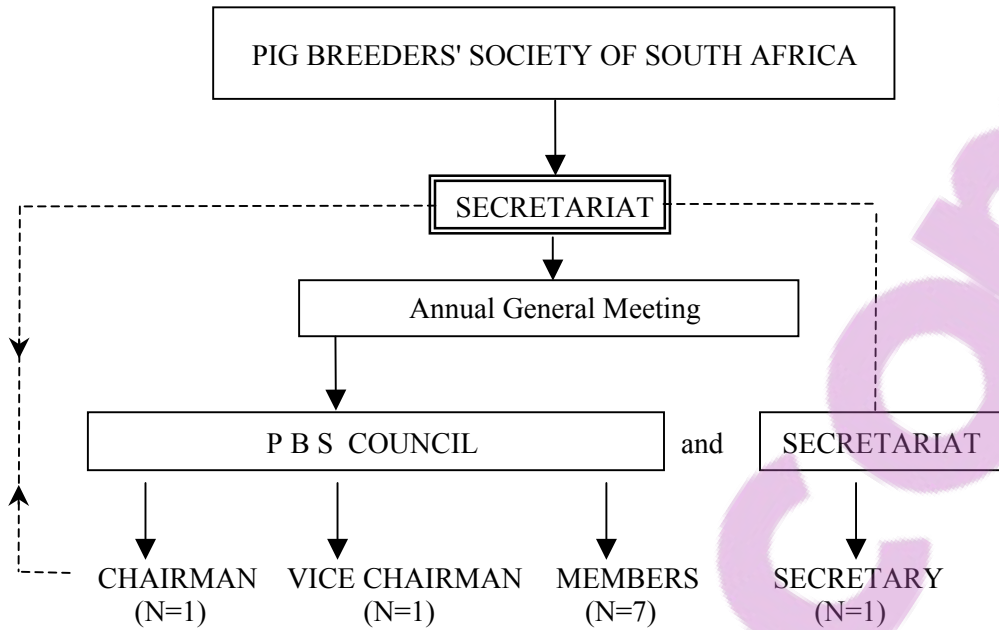 PIG BREEDERS' SOCIETY OF SOUTH AFRICA
SECRETARIAT
Annual General Meeting
P B S COUNCIL and SECRETARIAT
CHAIRMAN VICE CHAIRMAN MEMBERS SECRETARY
(N=1) (N=1) (N=7) (N=1)